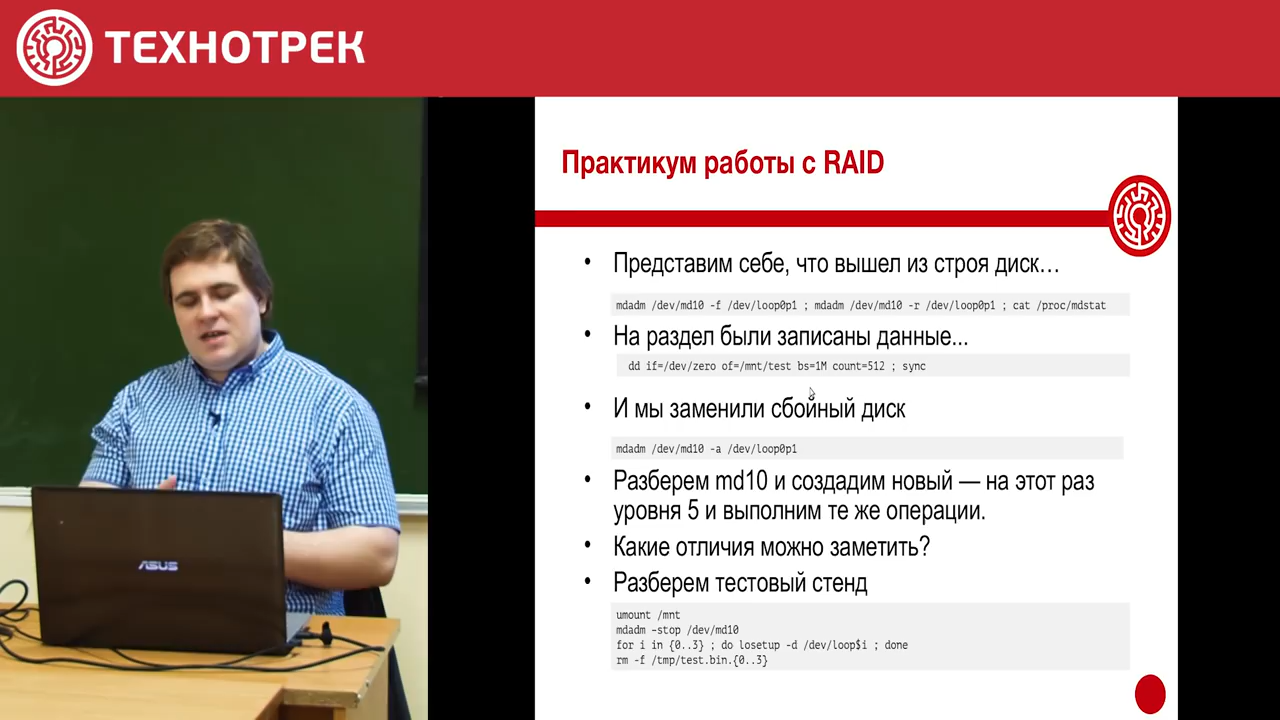 ТЕХНОТРЕК
Практикум работы с RAID
• Представим себе, что вышел из строя диск…
mdadm /dev/md10 -f /dev/loop0p1 ; mdadm /dev/md10 -r /dev/loop0p1 ; cat /proc/mdstat
• На раздел были записаны данные...
dd if=/dev/zero of=/mnt/test bs=1M count=512 ; sync
• И мы заменили сбойный диск
mdadm /dev/md10 -a /dev/loop0p1
• Разберем md10 и создадим новый — на этот раз
уровня 5 и выполним те же операции.
• Какие отличия можно заметить?
• Разберем тестовый стенд
umount /mnt
mdadm -stop /dev/md10
for i in {0..3} ; do losetup -d /dev/loop$i ; done
rm -f /tmp/test.bin.{0..3}
ASUS